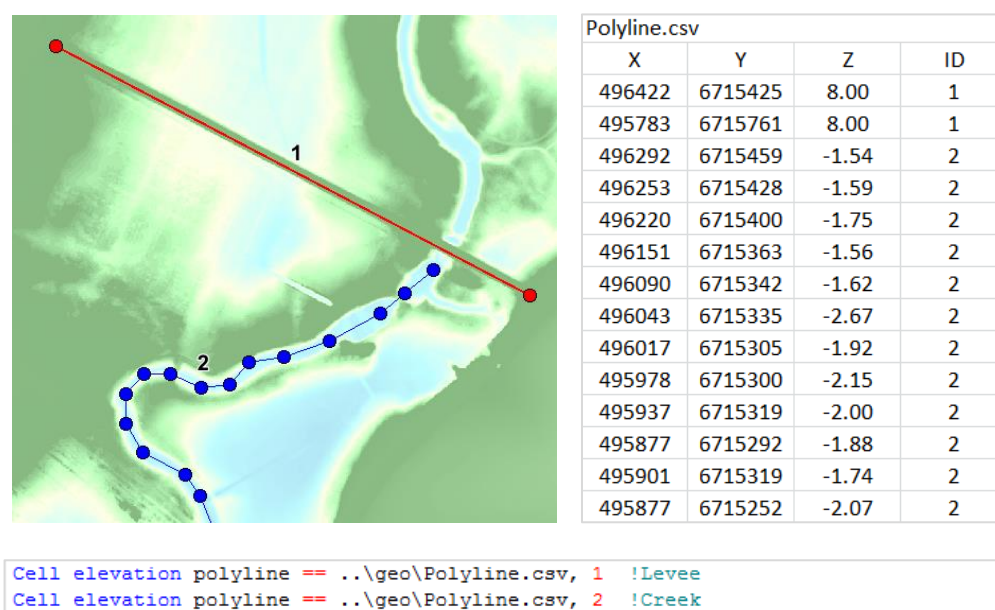 1
2
Polyline.csv
X Y Z ID
496422 6715425 8.00 1
495783 6715761 8.00 1
496292 6715459 -1.54 2
496253 6715428 -1.59 2
496220 6715400 -1.75 2
496151 6715363 -1.56 2
496090 6715342 -1.62 2
496043 6715335 -2.67 2
496017 6715305 -1.92 2
495978 6715300 -2.15 2
495937 6715319 -2.00 2
495877 6715292 -1.88 2
495901 6715319 -1.74 2
495877 6715252 -2.07 2
Cell elevation polyline == ..\geo\Polyline.csv, 1 !Levee
Cell elevation polyline == ..\geo\Polyline.csv, 2 !Creek